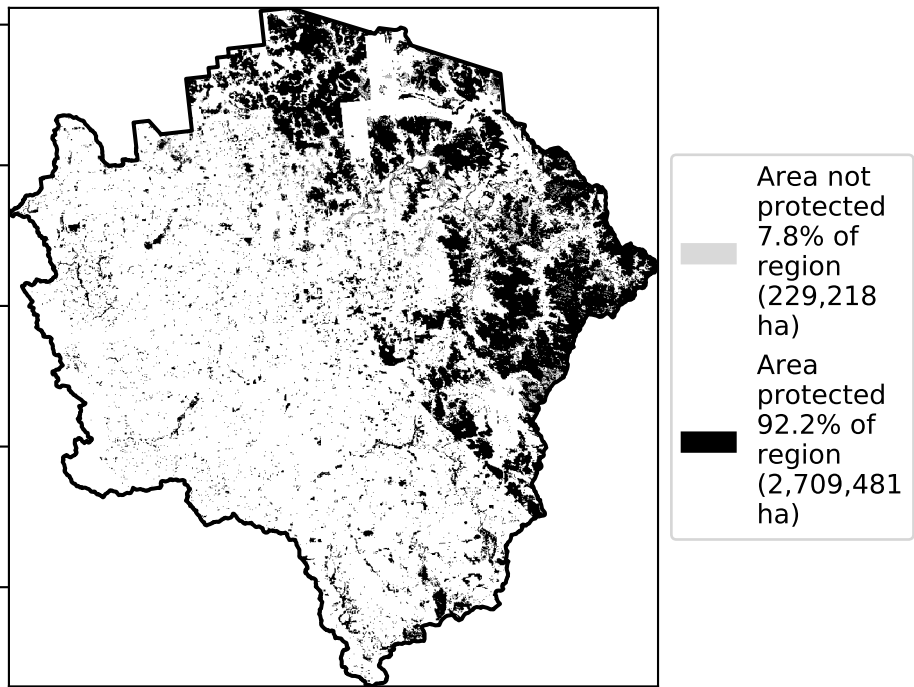 Area not
protected
7.8% of
region
(229,218
ha)
Area
protected
92.2% of
region
(2,709,481
ha)